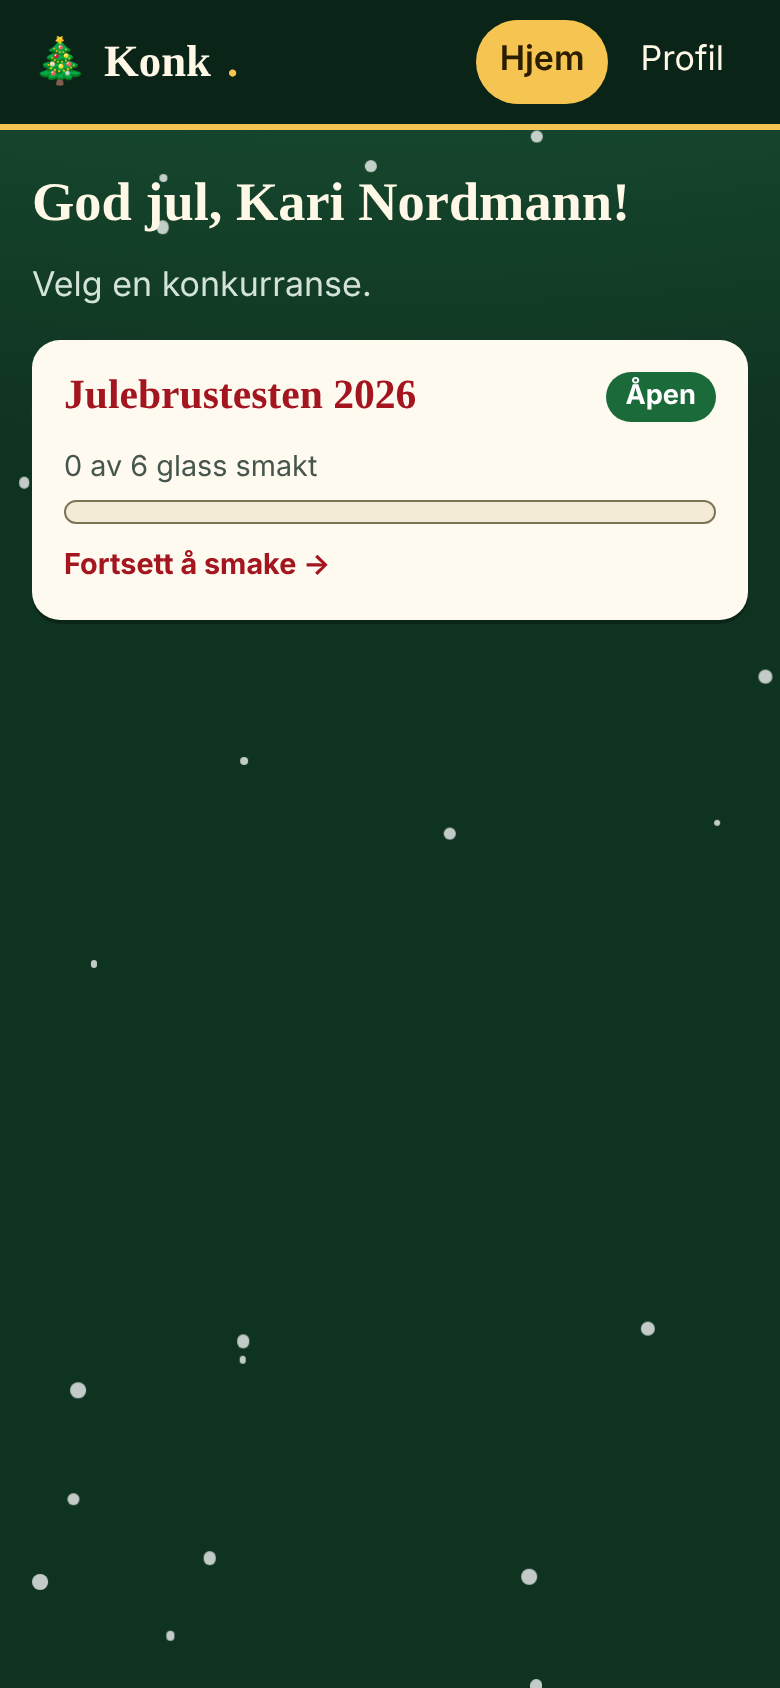 🎄 Konk .
Hjem
Profil
God jul, Kari Nordmann!
Velg en konkurranse.
Julebrustesten 2026
Åpen
0 av 6 glass smakt
Fortsett å smake →